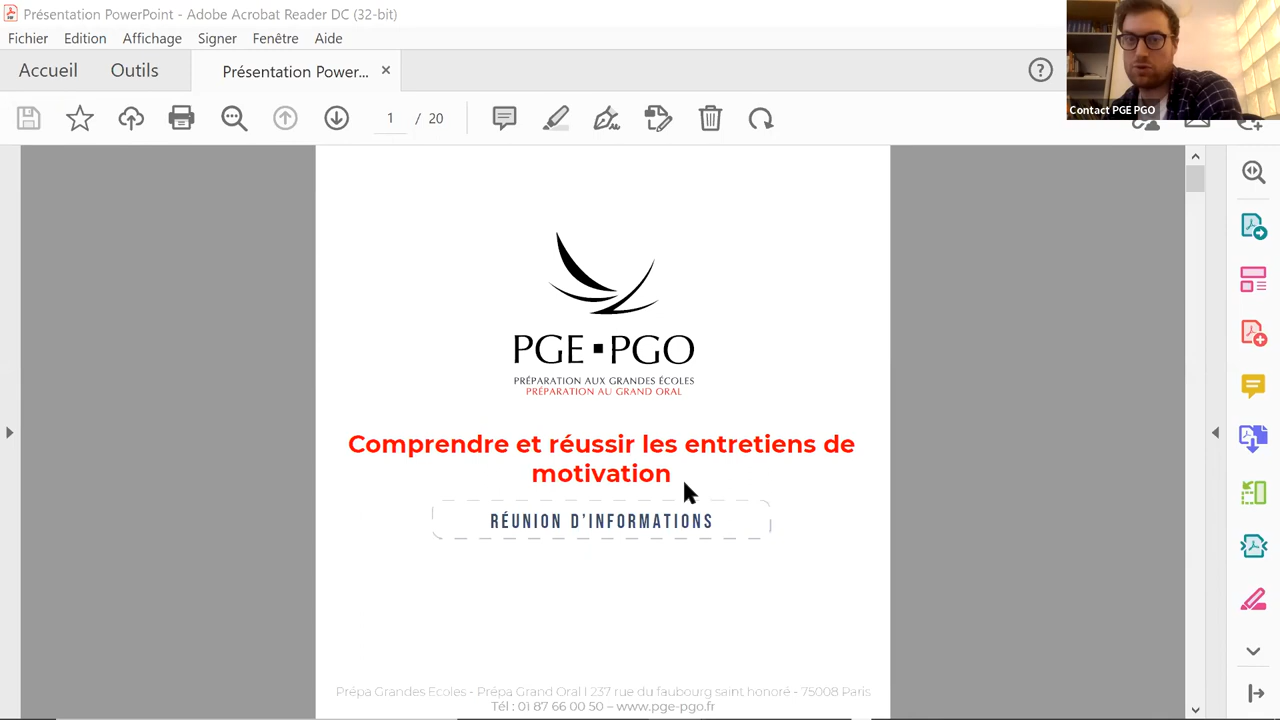 Présentation PowerPoint - Adobe Acrobat Reader DC (32-bit)
Fichier Edition Affichage Signer Fenêtre Aide
Accueil Outils Présentation Power...
1 / 20
Contact PGE PGO
PGE PGO
PRÉPARATION AUX GRANDES ÉCOLES
PRÉPARATION AU GRAND ORAL
Comprendre et réussir les entretiens de
motivation
RÉUNION D'INFORMATIONS
Prépa Grandes Ecoles - Prépa Grand Oral I 237 rue du faubourg saint honoré - 75008 Paris
Tél : 01 87 66 00 50 – www.pge-pgo.fr